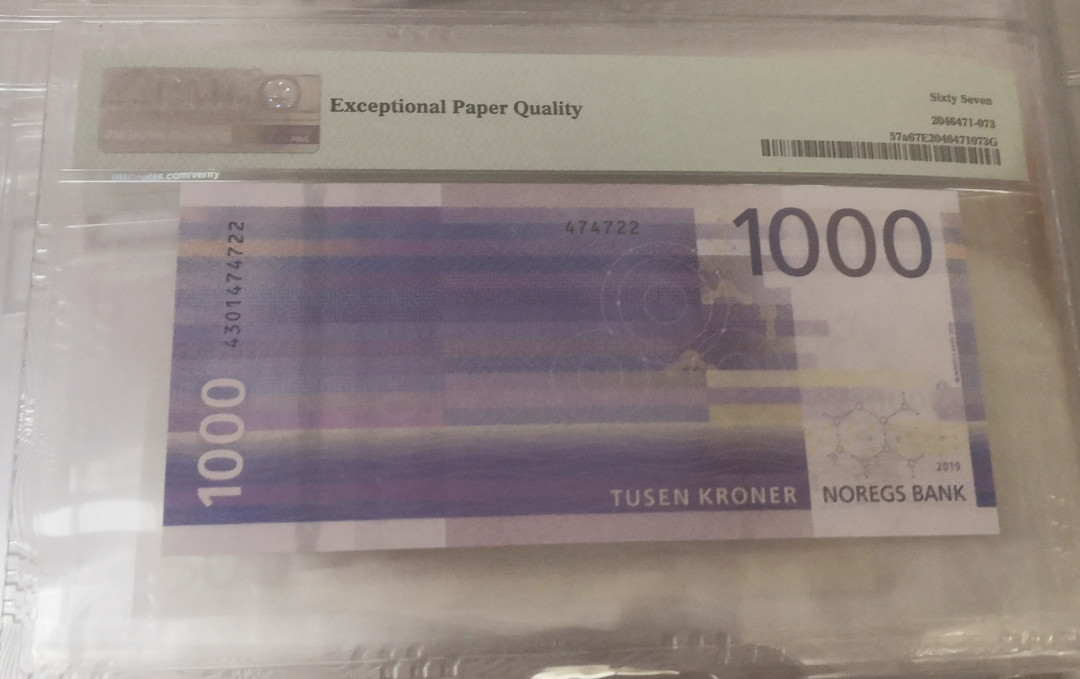 Exceptional Paper Quality
Sixty Seven
2046471-073
57a67E2046471073G
474722
1000
4301474722
1000
2019
TUSEN KRONER
NOREGS BANK